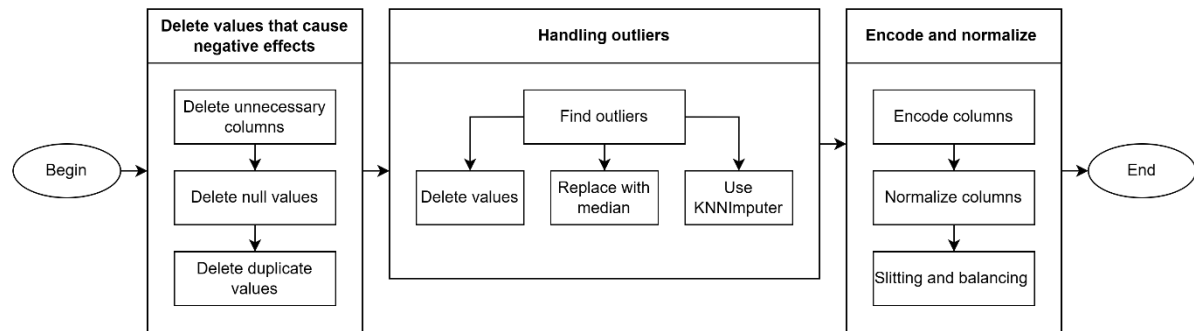 Begin
Delete values that cause
negative effects
Delete unnecessary
columns
Delete null values
Delete duplicate
values
Handling outliers
Find outliers
Delete values
Replace with
median
Use
KNNImputer
Encode and normalize
Encode columns
Normalize columns
Slitting and balancing
End